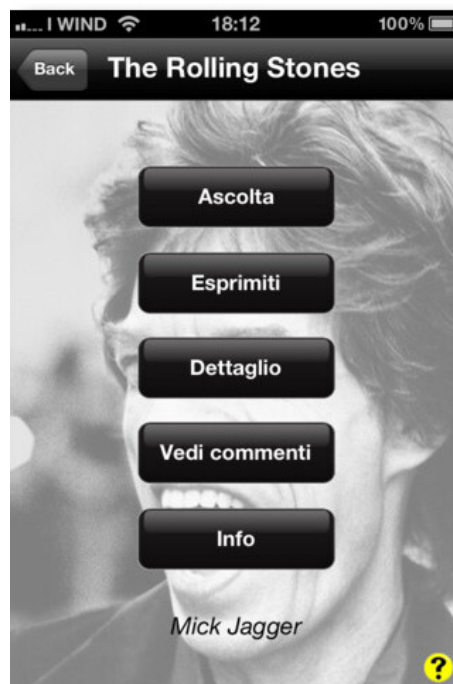 I WIND 18:12 100%
Back The Rolling Stones
Ascolta
Esprimiti
Dettaglio
Vedi commenti
Info
Mick Jagger
?